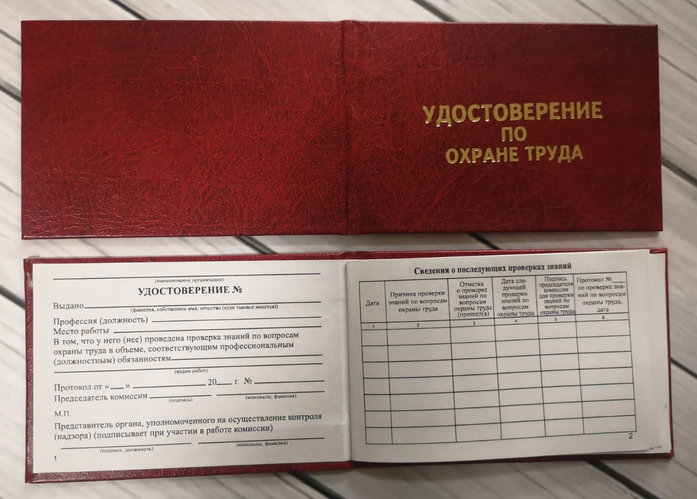 УДОСТОВЕРЕНИЕ
ПО
ОХРАНЕ ТРУДА
(наименование организации)
УДОСТОВЕРЕНИЕ №
Выдано
(фамилия, собственное имя, отчество (если таковое имеется))
Профессия (должность)
Место работы
В том, что у него (нее) проведена проверка знаний по вопросам
охраны труда в объеме, соответствующим профессиональным
(должностным) обязанностям
(видам работ)
Протокол от « » 20 г. №
Председатель комиссии
(подпись) (инициалы, фамилия)
М.П.
Представитель органа, уполномоченного на осуществление контроля
(надзора) (подписывает при участии в работе комиссии)
(подпись, должность) (инициалы, фамилия)
1
Сведения о последующих проверках знаний
Дата
Причина проверки
знаний по вопросам
охраны труда
Отметка
о проверке
знаний по
вопросам
охраны труда
(прошел(а)
Дата сле-
дующей
проверки
знаний по
вопросам
охраны труда
Подпись
председателя
комиссии
для проверки
знаний по
вопросам
охраны труда
Протокол №
по проверке зна-
ний по вопросам
охраны труда,
дата
1 2 3 4 5 6
2